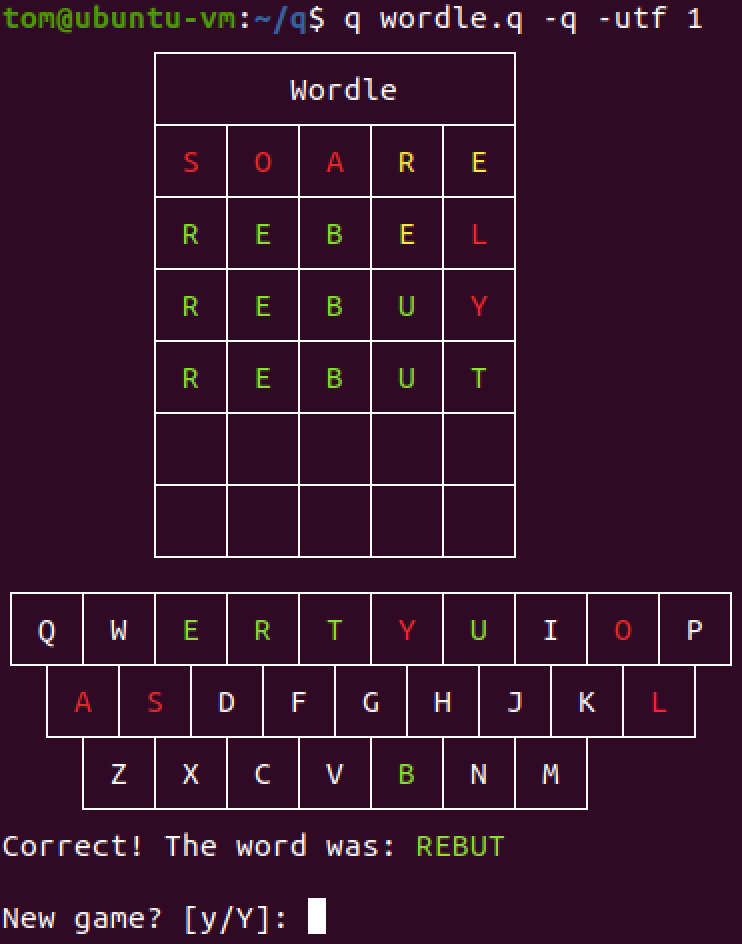 tom@ubuntu-vm:~/q$ q wordle.q -q -utf 1
Wordle
S O A R E
R E B E L
R E B U Y
R E B U T
Q W E R T Y U I O P
A S D F G H J K L
Z X C V B N M
Correct! The word was: REBUT
New game? [y/Y]: